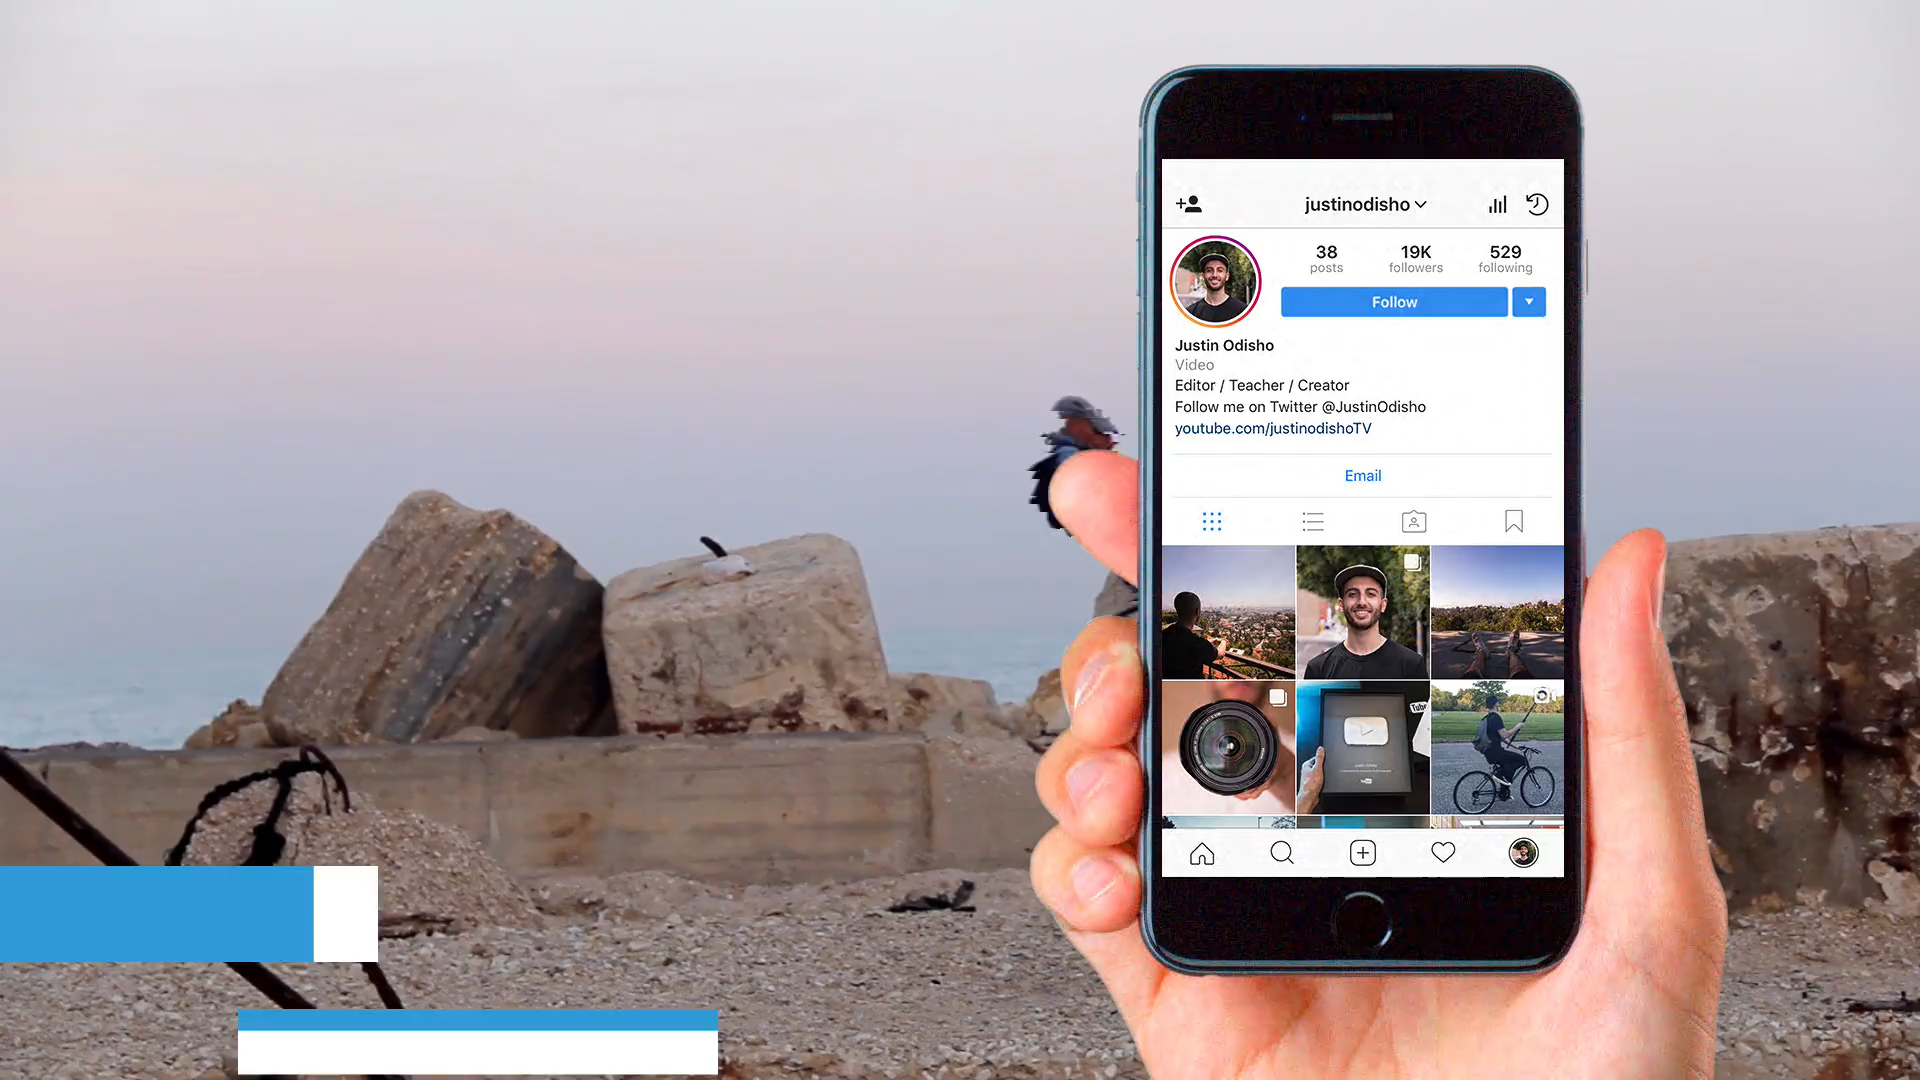 justinodisho
38 19K 529
posts followers following
Follow
Justin Odisho
Video
Editor / Teacher / Creator
Follow me on Twitter @JustinOdisho
youtube.com/justinodishoTV
Email
Tube